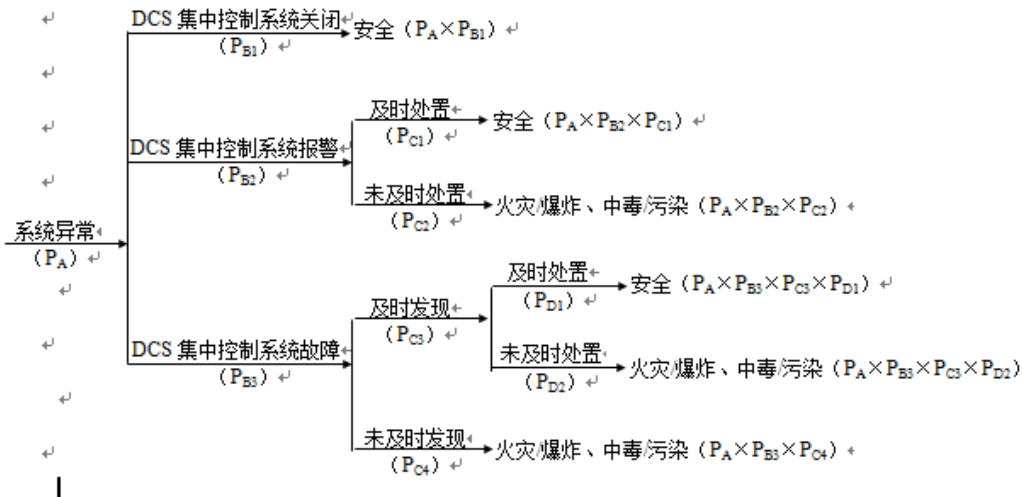 DCS 集中控制系统关闭
（P_B1）
安全（P_A×P_B1）
及时处置
（P_C1）
安全（P_A×P_B2×P_C1）
DCS 集中控制系统报警
（P_B2）
未及时处置
（P_C2）
火灾/爆炸、中毒/污染（P_A×P_B2×P_C2）
系统异常
（P_A）
及时处置
（P_D1）
安全（P_A×P_B3×P_C3×P_D1）
及时发现
（P_C3）
未及时处置
（P_D2）
火灾/爆炸、中毒/污染（P_A×P_B3×P_C3×P_D2）
DCS 集中控制系统故障
（P_B3）
未及时发现
（P_C4）
火灾/爆炸、中毒/污染（P_A×P_B3×P_C4）